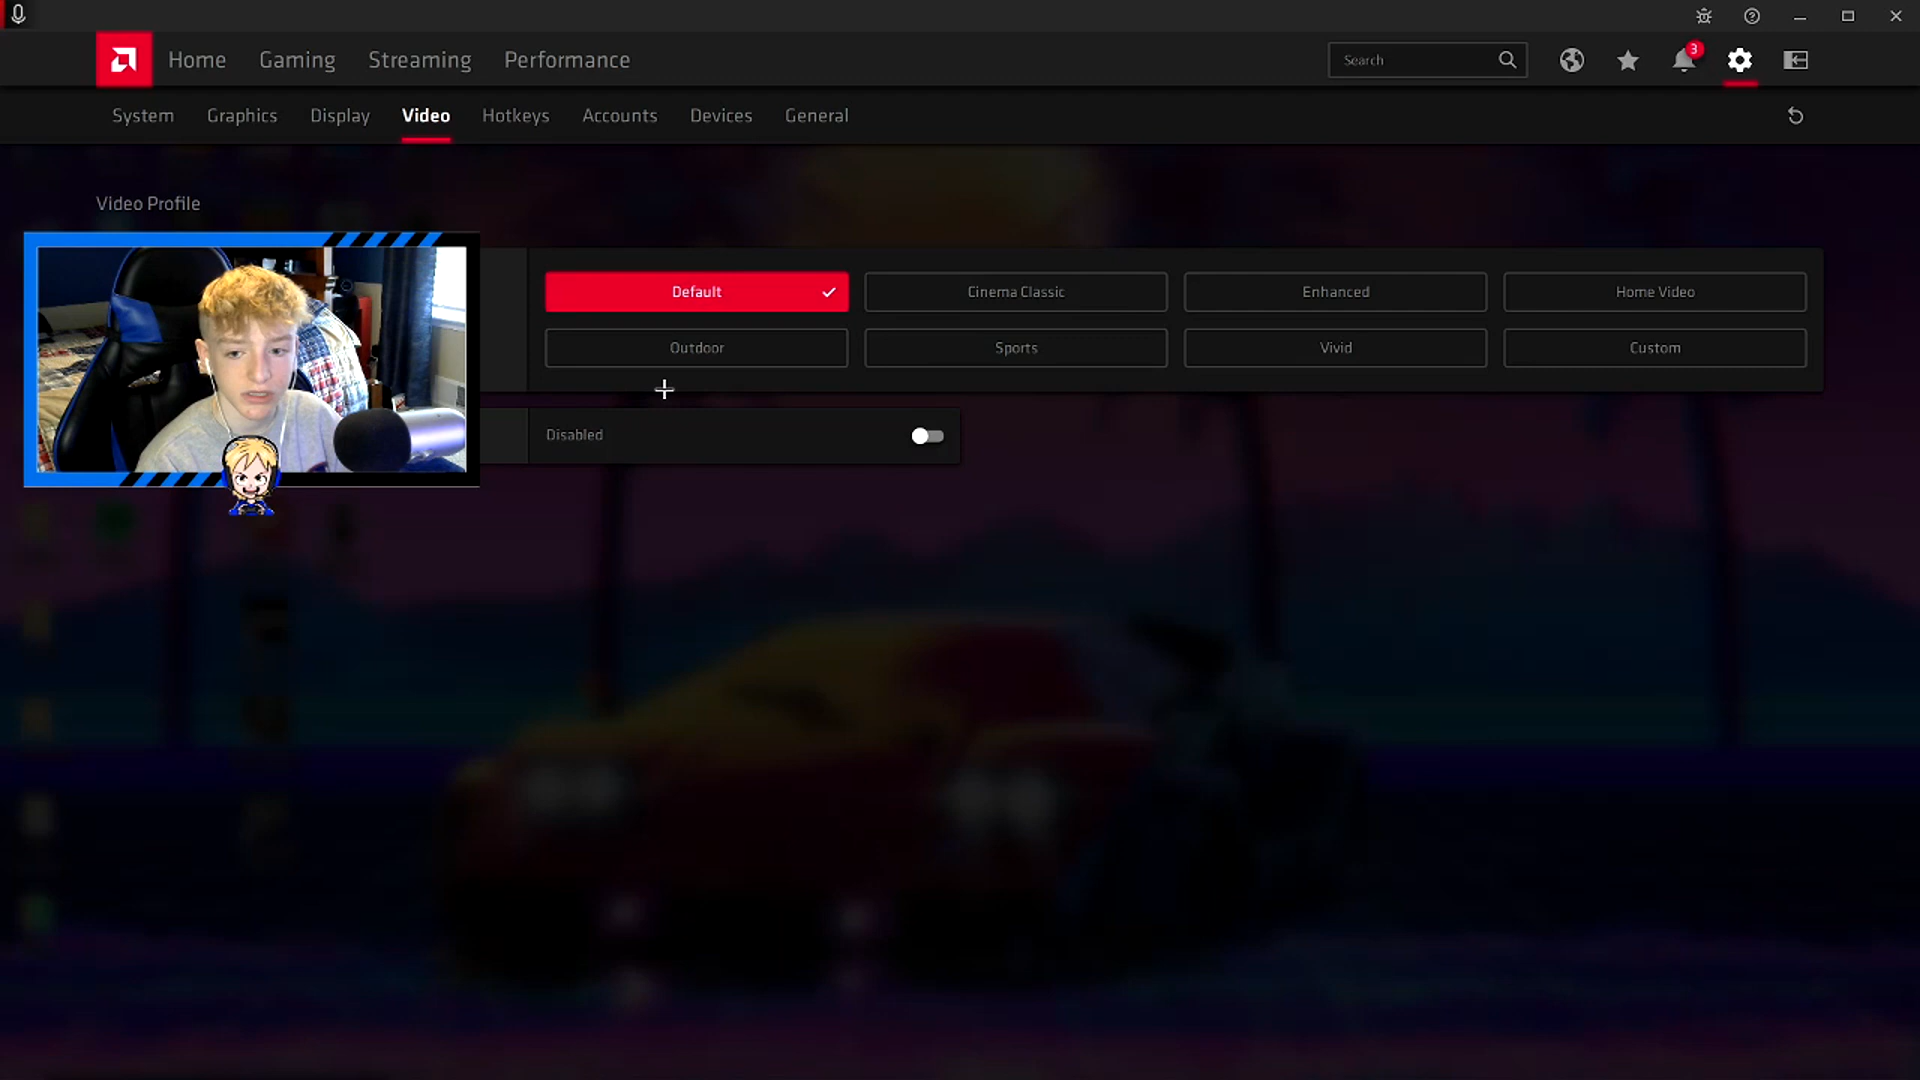 Home Gaming Streaming Performance Search 3
System Graphics Display Video Hotkeys Accounts Devices General
Video Profile
Default Cinema Classic Enhanced Home Video
Outdoor Sports Vivid Custom
Disabled